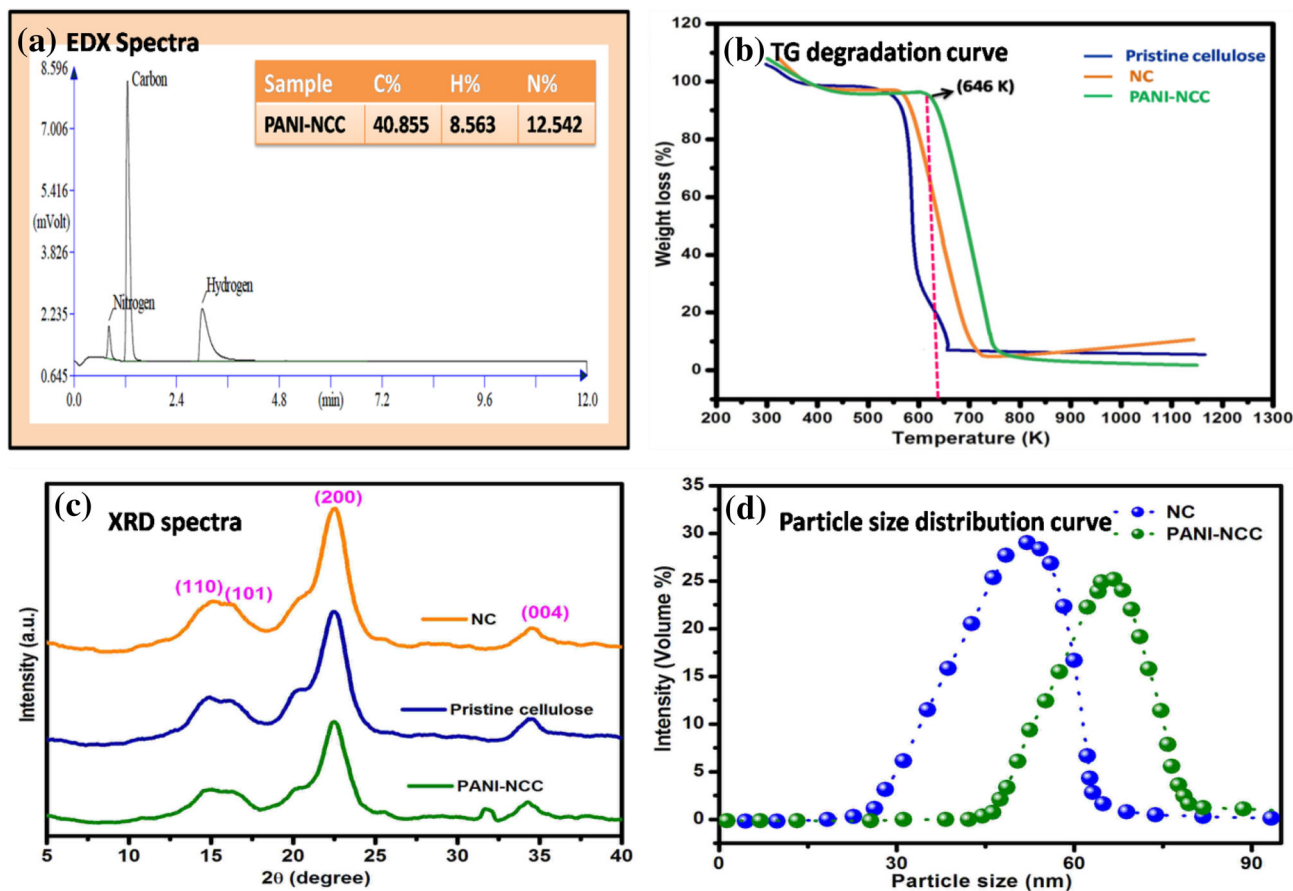 (a) EDX Spectra
8.596
7.006
5.416
(mVolt)
3.826
2.235
0.645
Carbon
Nitrogen
Hydrogen
Sample C% H% N%
PANI-NCC 40.855 8.563 12.542
0.0 2.4 4.8 (min) 7.2 9.6 12.0
(b) TG degradation curve
Pristine cellulose
NC
PANI-NCC
(646 K)
Weight loss (%)
120
100
80
60
40
20
0
200 300 400 500 600 700 800 900 1000 1100 1200 1300
Temperature (K)
(c) XRD spectra
(200)
(110) (101)
(004)
NC
Pristine cellulose
PANI-NCC
Intensity (a.u.)
5 10 15 20 25 30 35 40
2θ (degree)
(d) Particle size distribution curve
NC
PANI-NCC
Intensity (Volume %)
35
30
25
20
15
10
5
0
30 60 90
Particle size (nm)